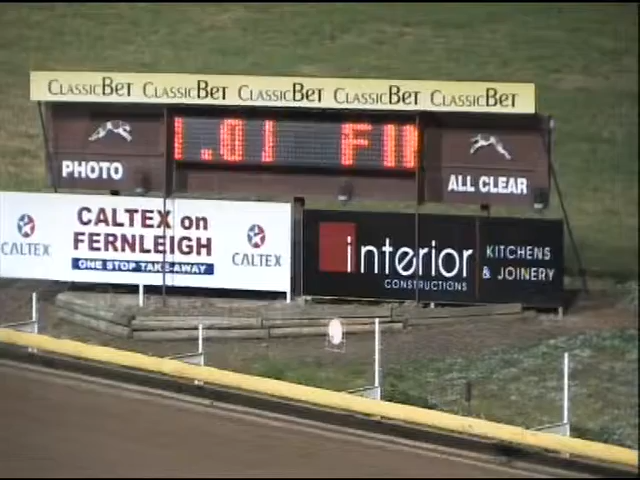 CLASSICBET CLASSICBET CLASSICBET CLASSICBET CLASSICBET
PHOTO
1.01
ALL CLEAR
CALTEX
CALTEX on
FERNLEIGH
ONE STOP TAKE-AWAY
CALTEX
interior
CONSTRUCTIONS
KITCHENS
& JOINERY